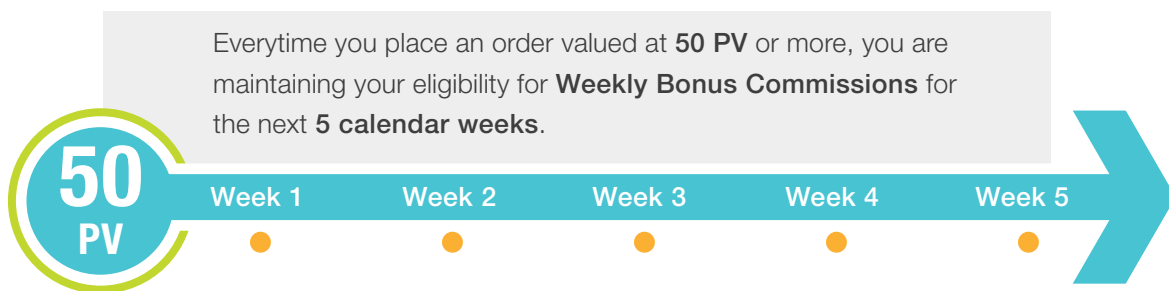 Everytime you place an order valued at 50 PV or more, you are
maintaining your eligibility for Weekly Bonus Commissions for
the next 5 calendar weeks.
50
PV
Week 1 Week 2 Week 3 Week 4 Week 5